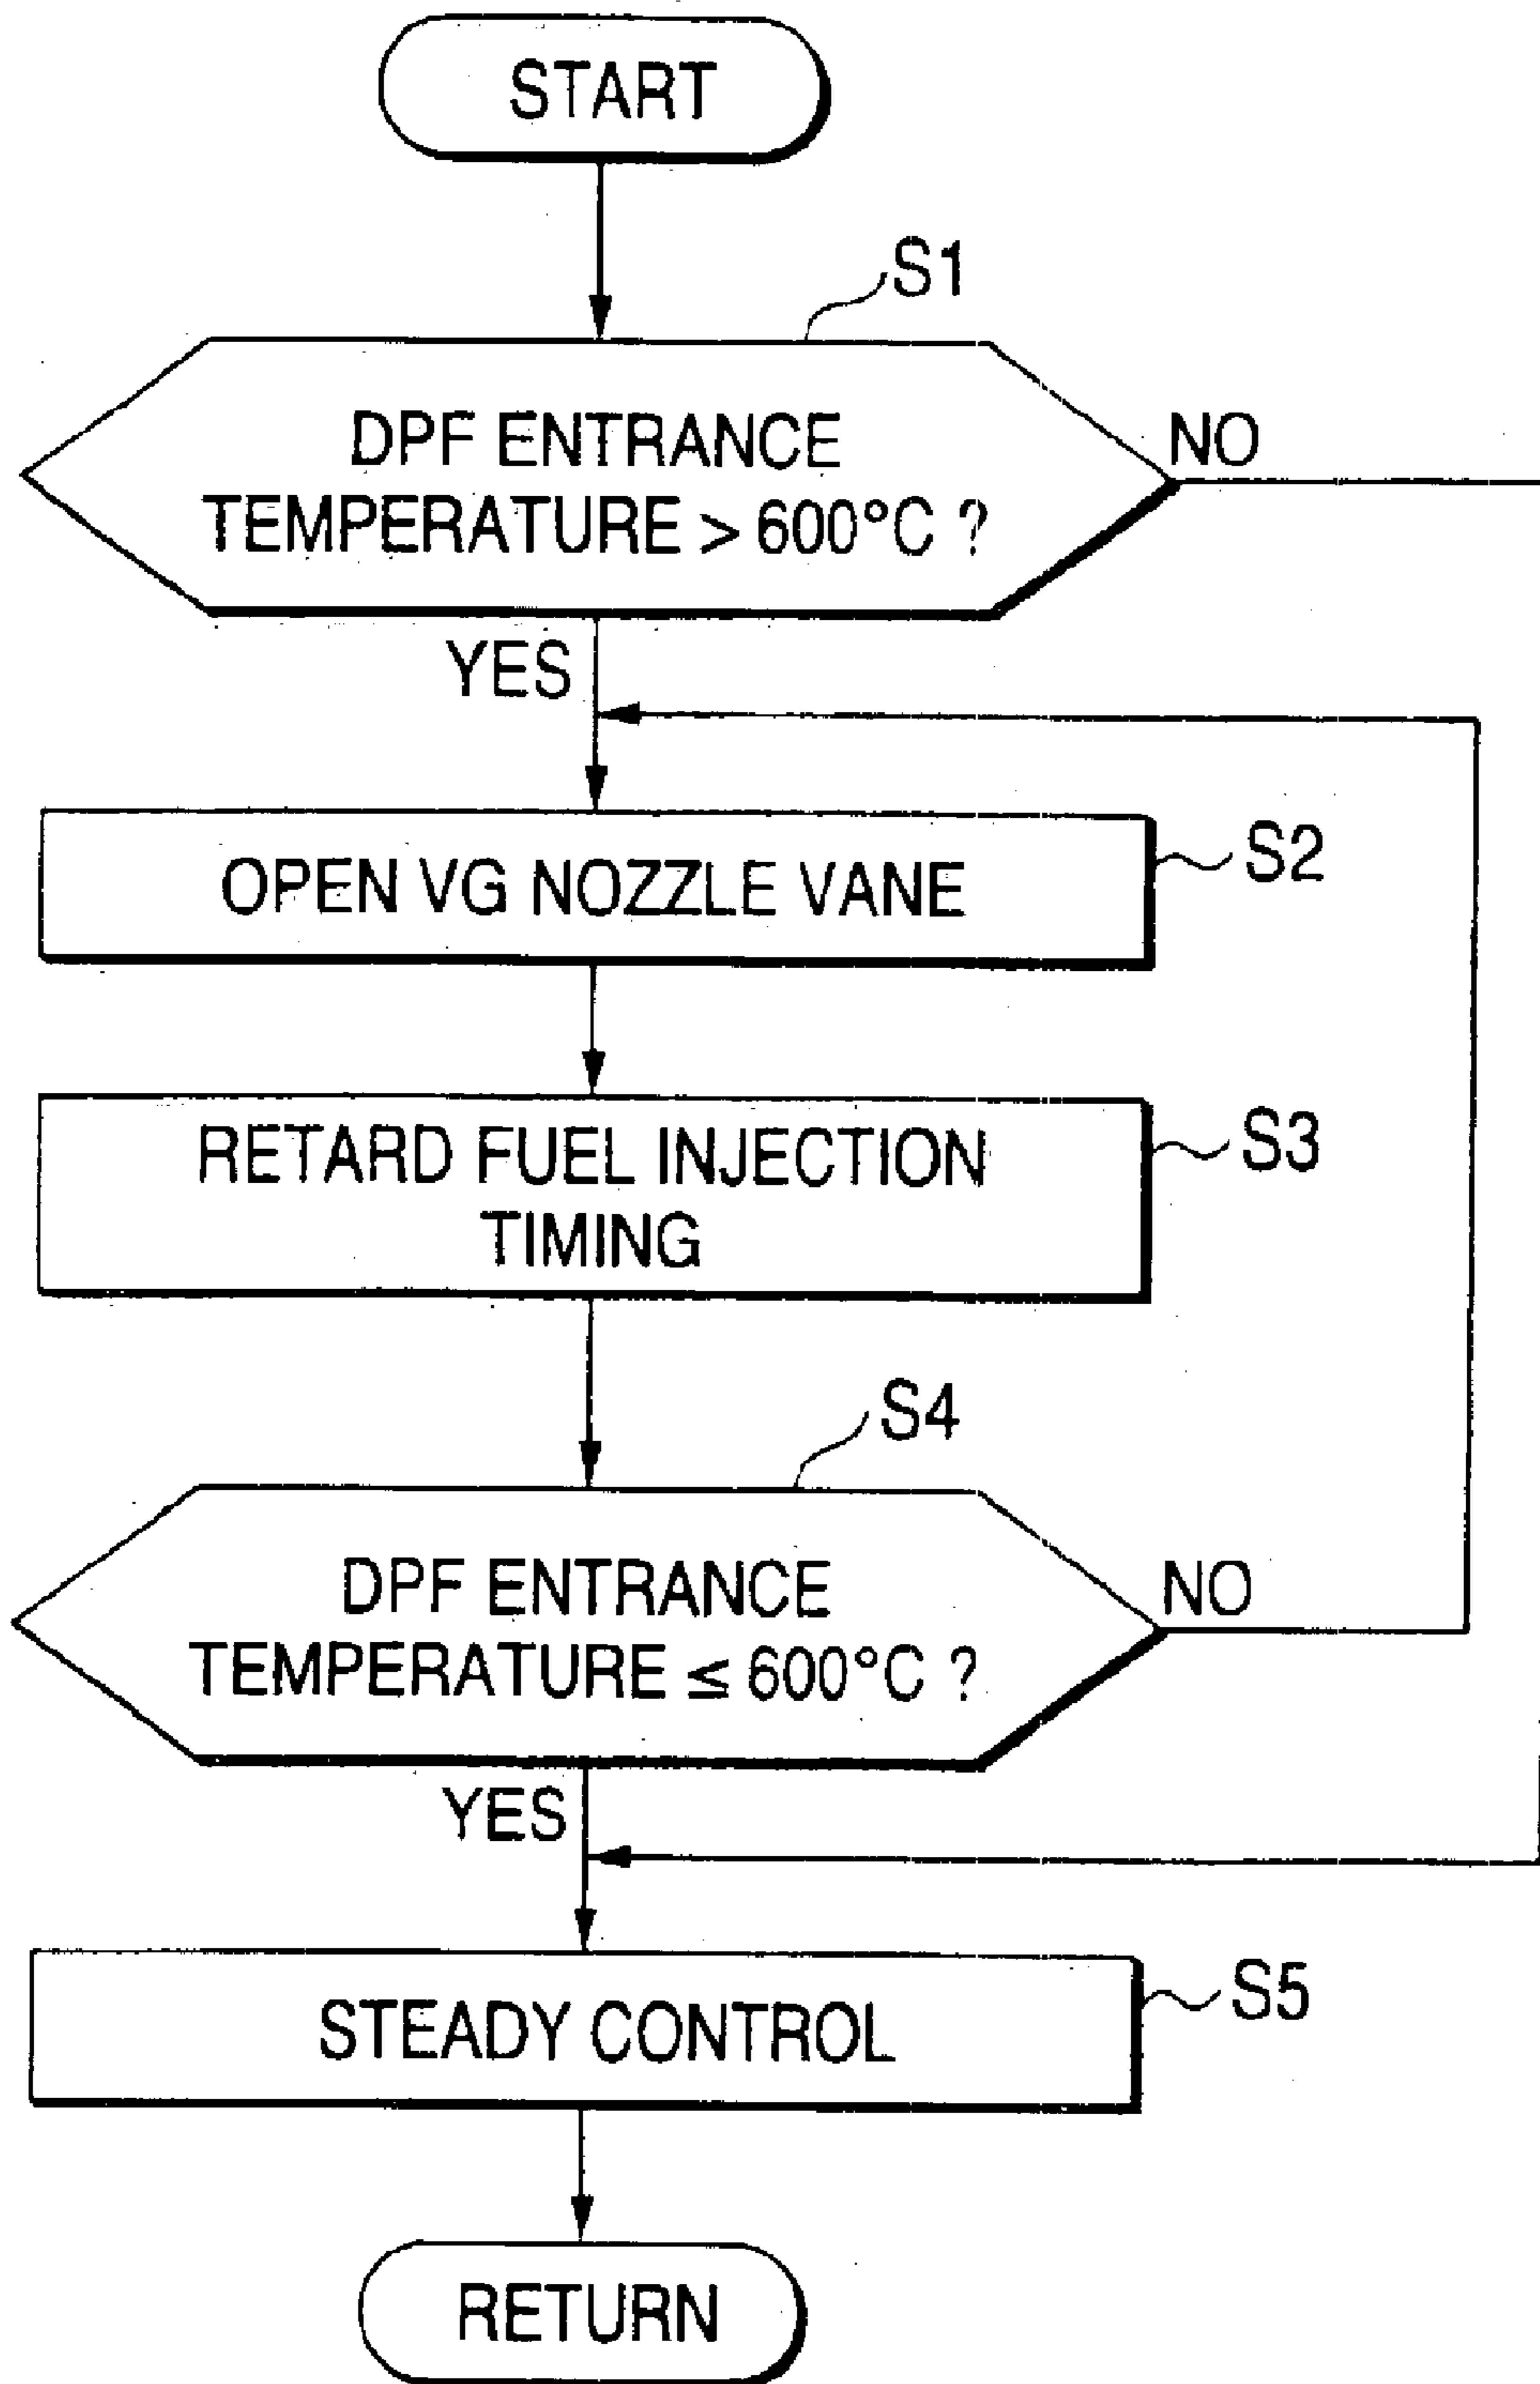 START
S1
DPF ENTRANCE
TEMPERATURE > 600°C ?
NO
YES
OPEN VG NOZZLE VANE
S2
RETARD FUEL INJECTION
TIMING
S3
S4
DPF ENTRANCE
TEMPERATURE ≤ 600°C ?
NO
YES
STEADY CONTROL
S5
RETURN